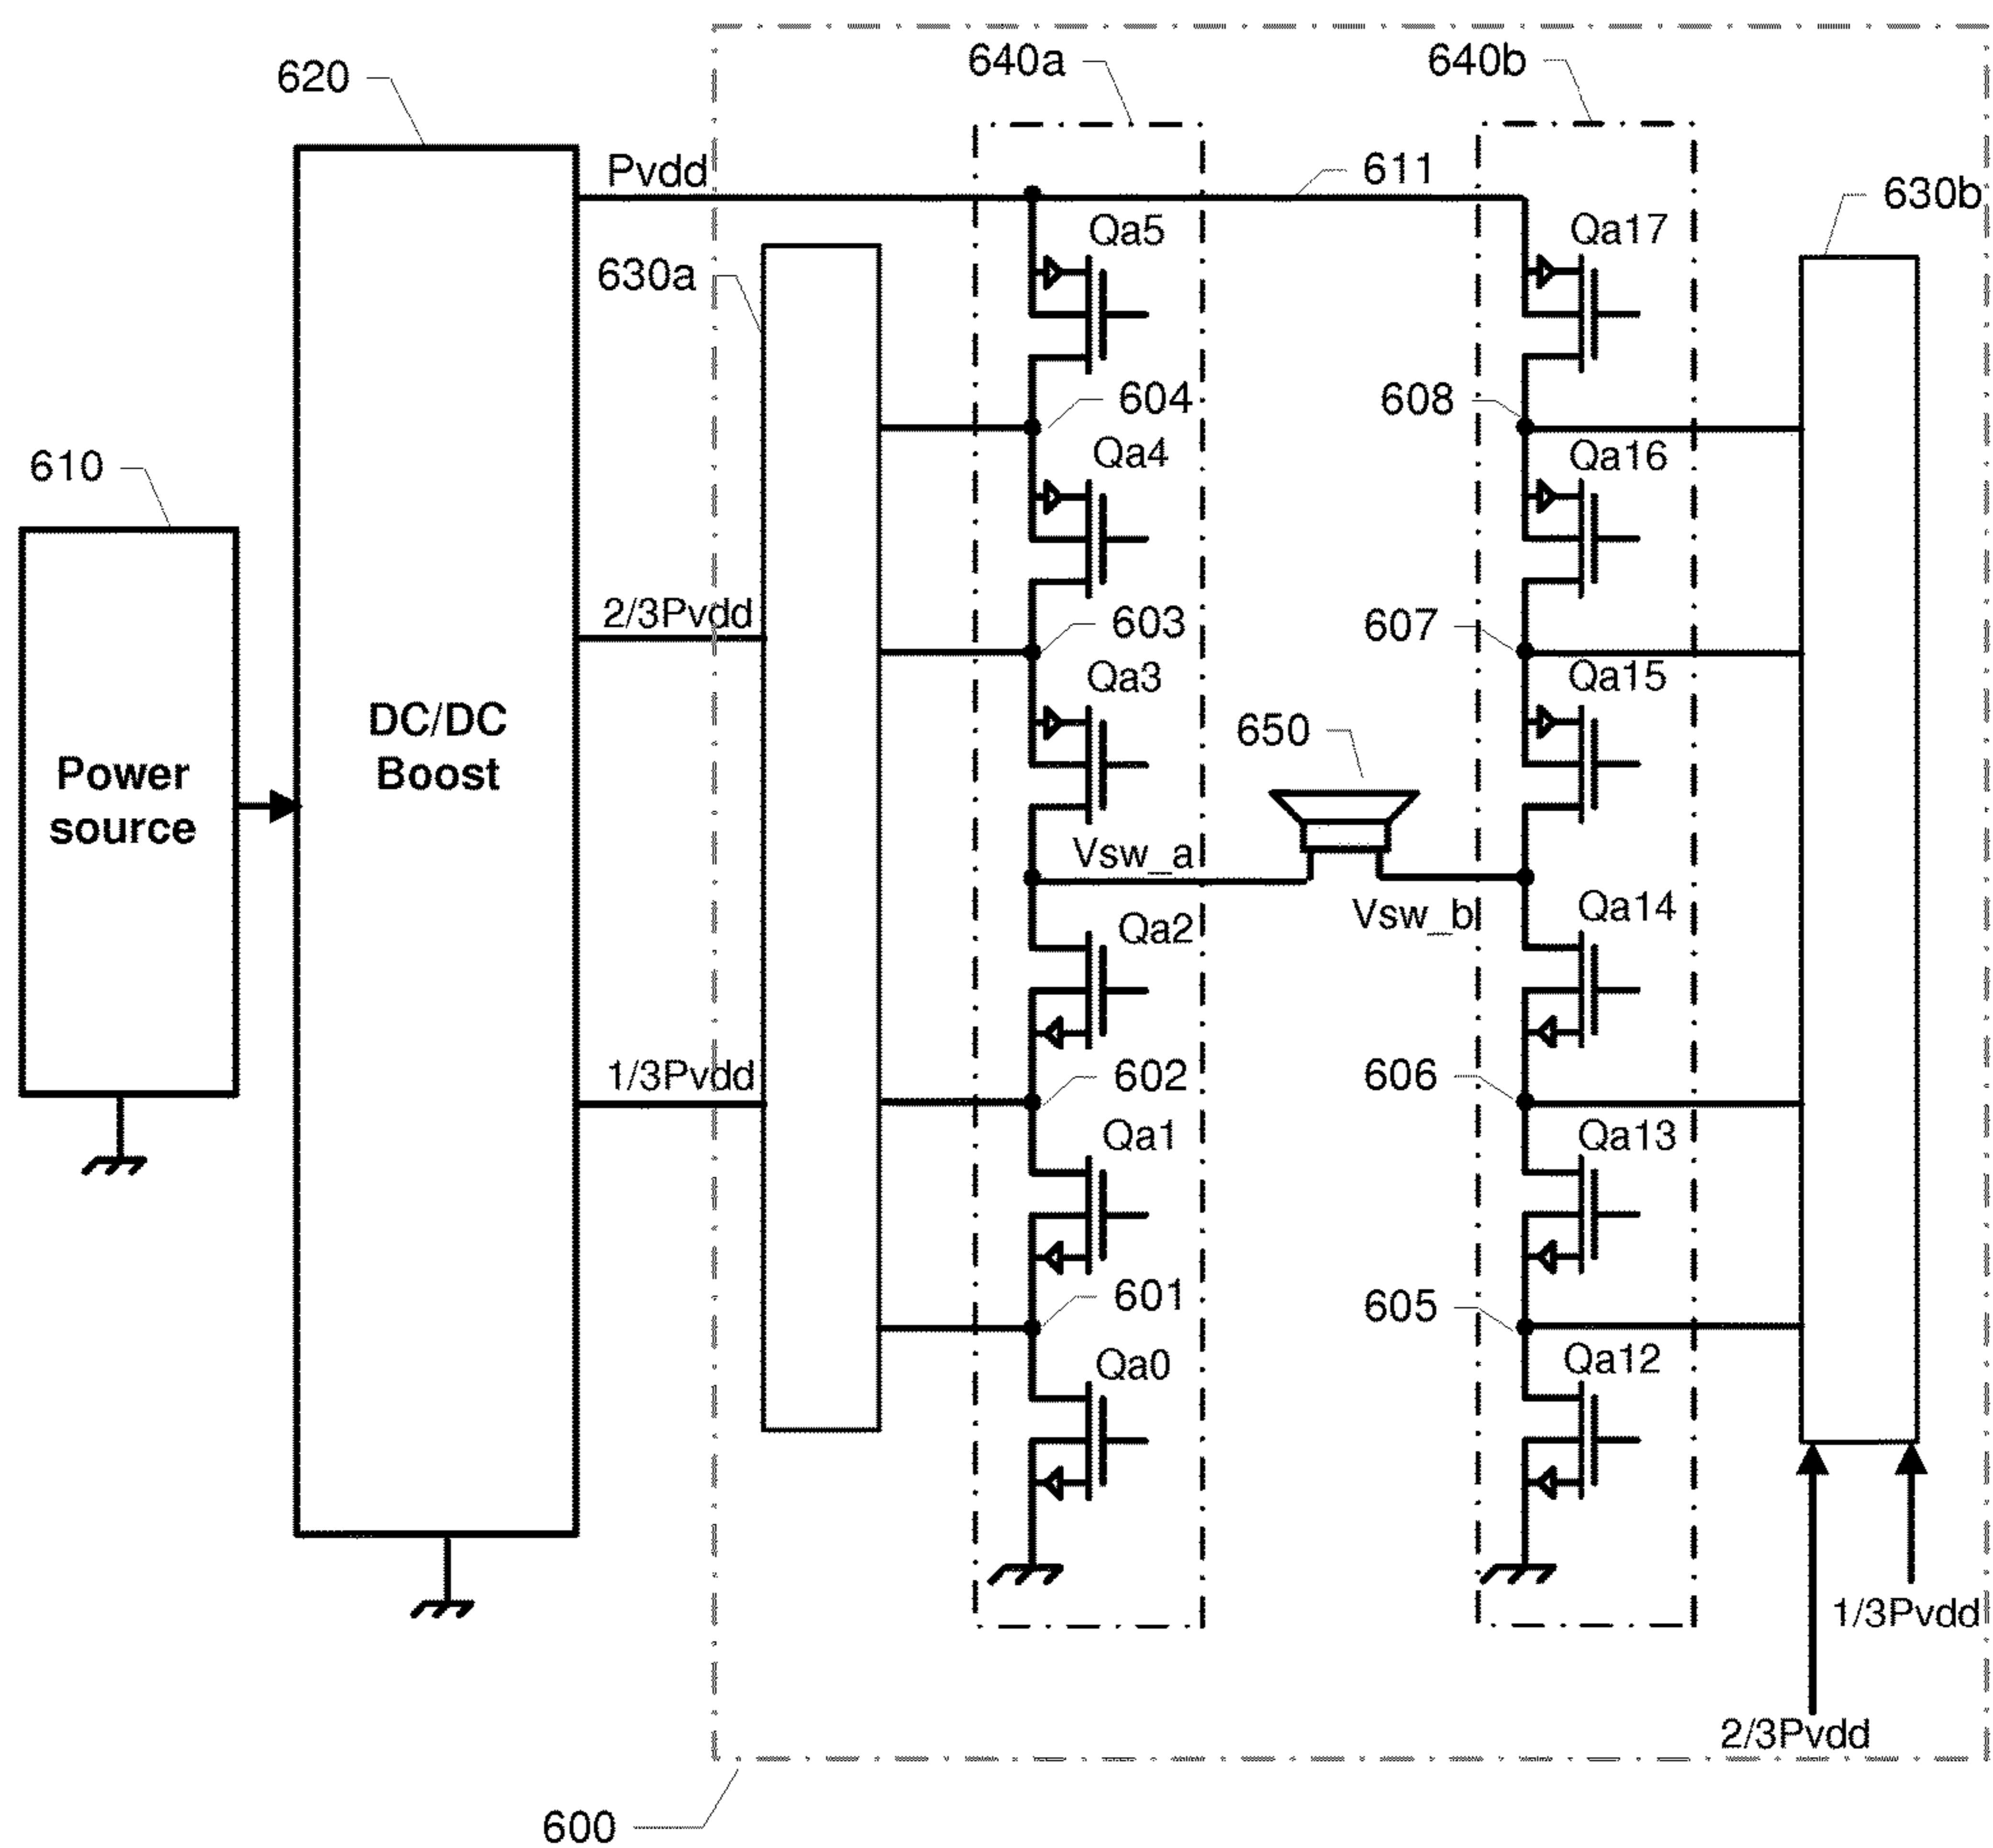 640a
640b
620
Pvdd
611
630b
Qa5
Qa17
630a
604
608
Qa4
Qa16
610
2/3Pvdd
603
607
Qa3
Qa15
DC/DC
Boost
650
Power
source
Vsw_a
Vsw_b
Qa2
Qa14
1/3Pvdd
602
606
Qa1
Qa13
601
605
Qa0
Qa12
1/3Pvdd
2/3Pvdd
600